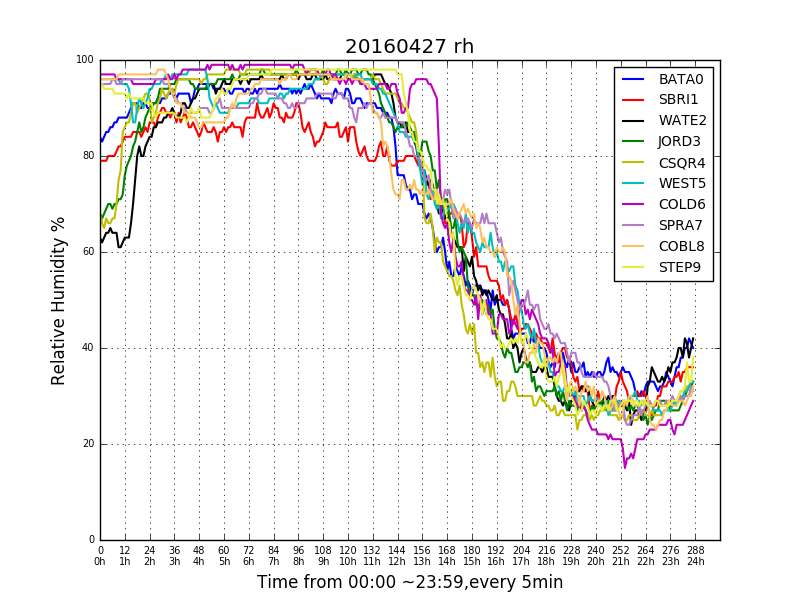 20160427 rh
Relative Humidity %
100
80
60
40
20
0
BATA0
SBRI1
WATE2
JORD3
CSQR4
WEST5
COLD6
SPRA7
COBL8
STEP9
0 12 24 36 48 60 72 84 96 108 120 132 144 156 168 180 192 204 216 228 240 252 264 276 288
0h 1h 2h 3h 4h 5h 6h 7h 8h 9h 10h 11h 12h 13h 14h 15h 16h 17h 18h 19h 20h 21h 22h 23h 24h
Time from 00:00 ~23:59,every 5min